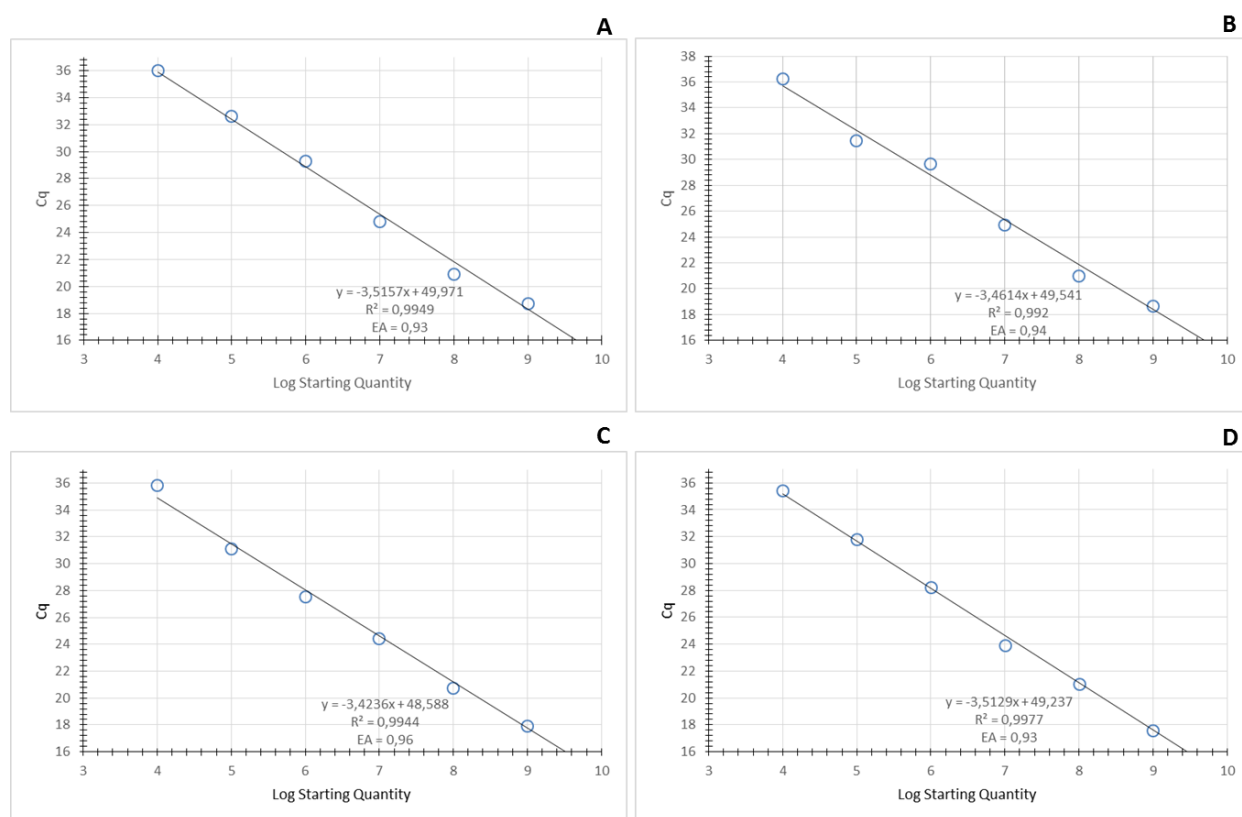 A
36
34
32
30
28
26
24
22
20
18
16
Cq
y = -3,5157x + 49,971
R² = 0,9949
EA = 0,93
3 4 5 6 7 8 9 10
Log Starting Quantity
B
38
36
34
32
30
28
26
24
22
20
18
16
Cq
y = -3,4614x + 49,541
R² = 0,992
EA = 0,94
3 4 5 6 7 8 9 10
Log Starting Quantity
C
36
34
32
30
28
26
24
22
20
18
16
Cq
y = -3,4236x + 48,588
R² = 0,9944
EA = 0,96
3 4 5 6 7 8 9 10
Log Starting Quantity
D
36
34
32
30
28
26
24
22
20
18
16
Cq
y = -3,5129x + 49,237
R² = 0,9977
EA = 0,93
3 4 5 6 7 8 9 10
Log Starting Quantity